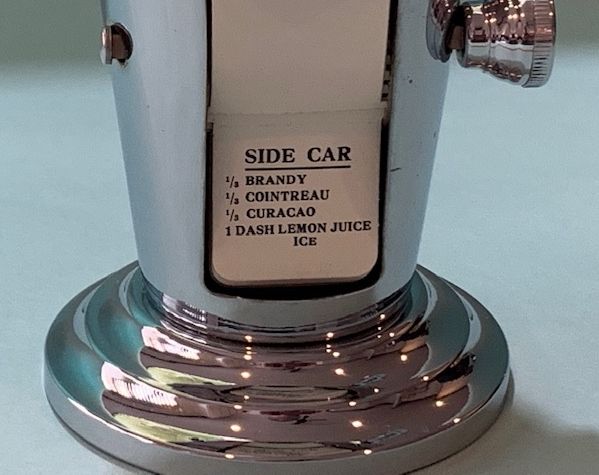 SIDE CAR
1/3 BRANDY
1/3 COINTREAU
1/3 CURACAO
1 DASH LEMON JUICE
ICE